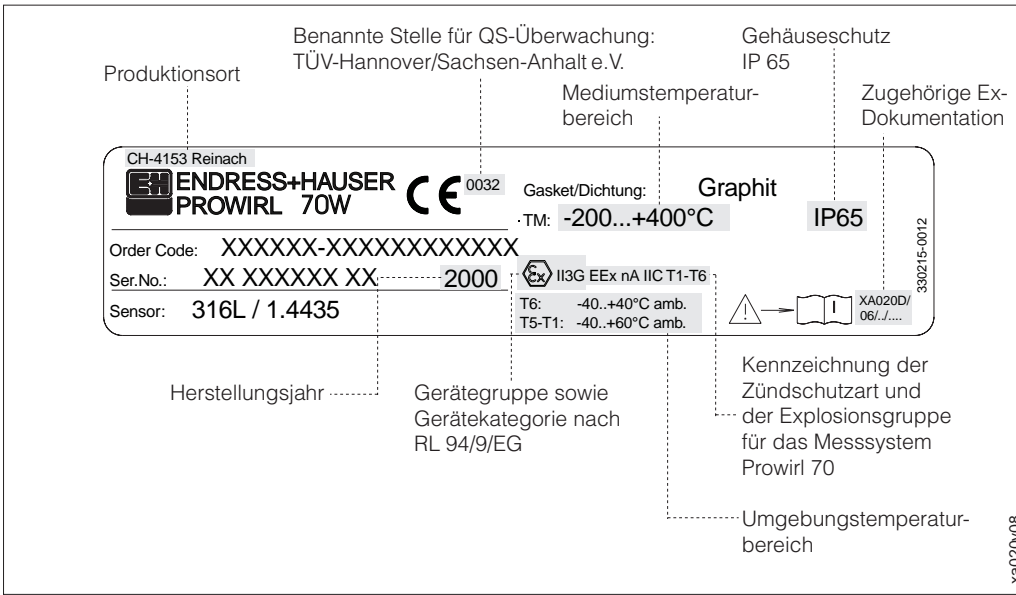 Benannte Stelle für QS-Überwachung:
TÜV-Hannover/Sachsen-Anhalt e.V.
Gehäuseschutz
IP 65
Produktionsort
Mediumstemperatur-
bereich
Zugehörige Ex-
Dokumentation
CH-4153 Reinach
E+H ENDRESS+HAUSER
PROWIRL 70W
CE 0032
Gasket/Dichtung: Graphit
TM: -200...+400°C
IP65
Order Code: XXXXXX-XXXXXXXXXXXX
Ser.No.: XX XXXXXX XX 2000
Sensor: 316L / 1.4435
Ex II3G EEx nA IIC T1-T6
T6: -40..+40°C amb.
T5-T1: -40..+60°C amb.
XA020D/
06/../....
330215-0012
Herstellungsjahr
Gerätegruppe sowie
Gerätekategorie nach
RL 94/9/EG
Kennzeichnung der
Zündschutzart und
der Explosionsgruppe
für das Messsystem
Prowirl 70
Umgebungstemperatur-
bereich
xa020y08